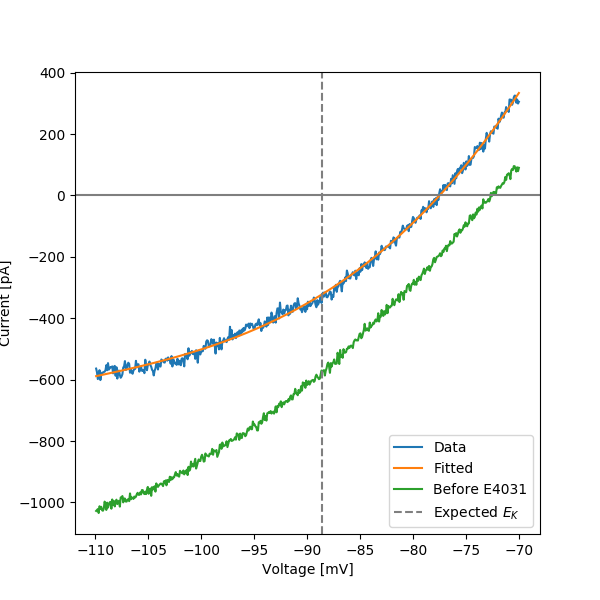 400
200
0
−200
−400
−600
−800
−1000
Current [pA]
−110 −105 −100 −95 −90 −85 −80 −75 −70
Voltage [mV]
Data
Fitted
Before E4031
Expected $E_K$